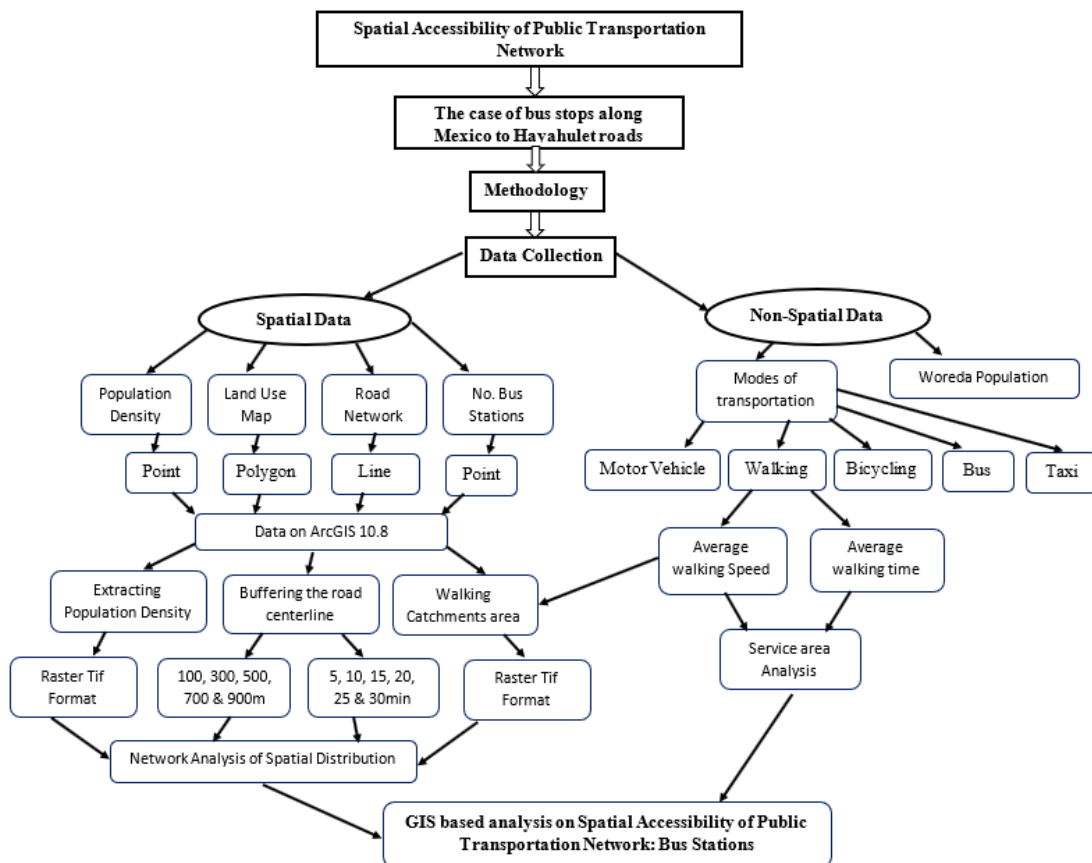 Spatial Accessibility of Public Transportation
Network
The case of bus stops along
Mexico to Hayahulet roads
Methodology
Data Collection
Spatial Data
Non-Spatial Data
Population
Density
Land Use
Map
Road
Network
No. Bus
Stations
Modes of
transportation
Woreda Population
Point
Polygon
Line
Point
Motor Vehicle
Walking
Bicycling
Bus
Taxi
Data on ArcGIS 10.8
Average
walking Speed
Average
walking time
Extracting
Population Density
Buffering the road
centerline
Walking
Catchments area
Service area
Analysis
Raster Tif
Format
100, 300, 500,
700 & 900m
5, 10, 15, 20,
25 & 30min
Raster Tif
Format
Network Analysis of Spatial Distribution
GIS based analysis on Spatial Accessibility of Public
Transportation Network: Bus Stations